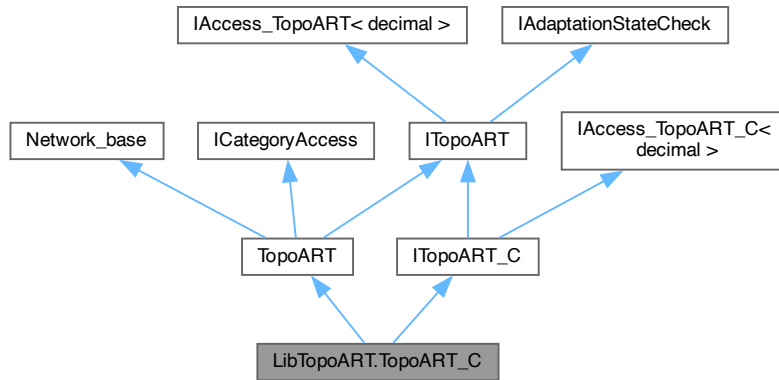 IAccess_TopoART< decimal >
IAdaptationStateCheck
Network_base
ICategoryAccess
ITopoART
IAccess_TopoART_C<
decimal >
TopoART
ITopoART_C
LibTopoART.TopoART_C